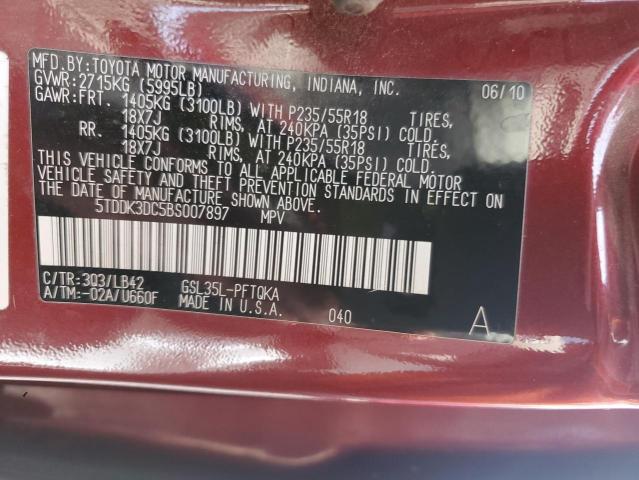 MFD.BY:TOYOTA MOTOR MANUFACTURING, INDIANA, INC. 06/10
GVWR:2715KG (5995LB)
GAWR:FRT. 1405KG (3100LB) WITH P235/55R18 TIRES,
18X7J RIMS, AT 240KPA (35PSI) COLD
RR. 1405KG (3100LB) WITH P235/55R18 TIRES,
18X7J RIMS, AT 240KPA (35PSI) COLD.
THIS VEHICLE CONFORMS TO ALL APPLICABLE FEDERAL MOTOR
VEHICLE SAFETY AND THEFT PREVENTION STANDARDS IN EFFECT ON
THE DATE OF MANUFACTURE SHOWN ABOVE.
5TDDK3DC5BS007897 MPV
C/TR:3Q3/LB42 GSL35L-PFTQKA
A/TM:-02A/U660F MADE IN U.S.A. 040 A